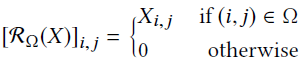 [ℛ_Ω(X)]_{i,j} = { X_{i,j} if (i, j) ∈ Ω
0 otherwise